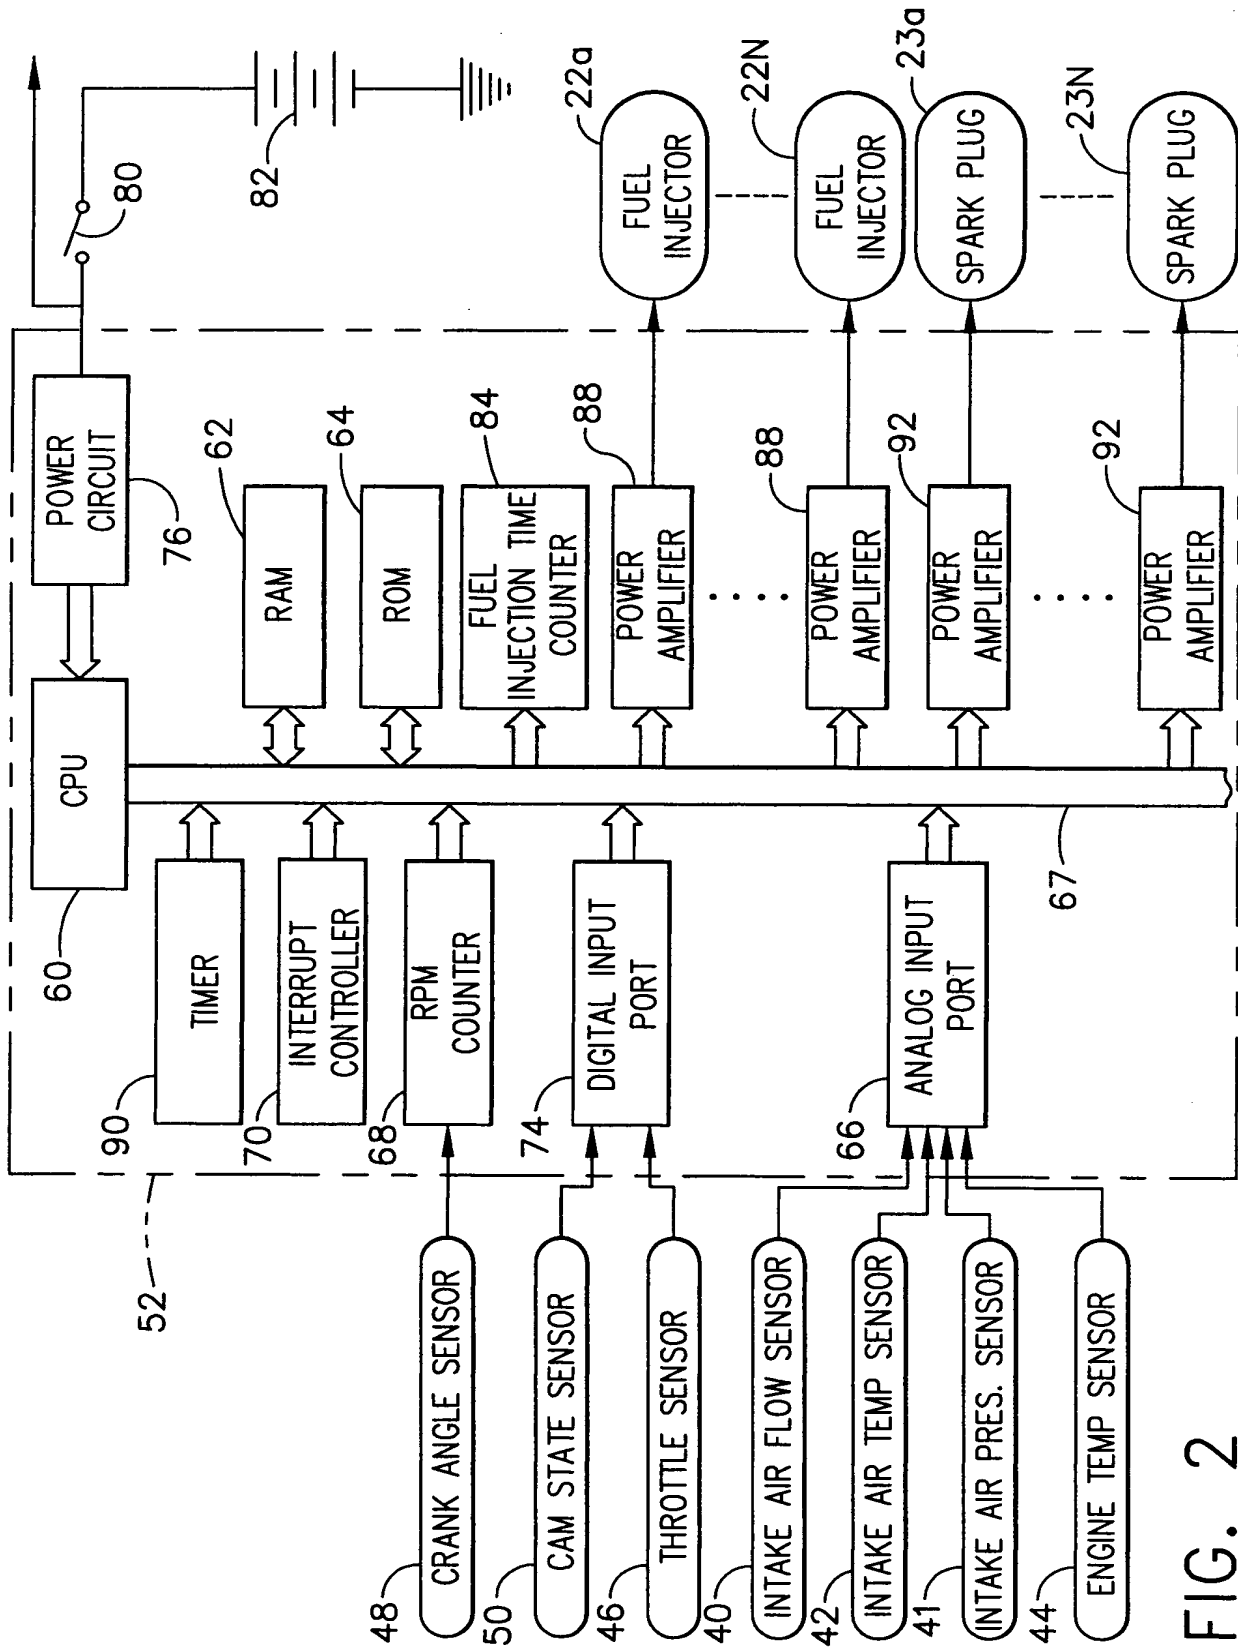 48
CRANK ANGLE SENSOR
50
CAM STATE SENSOR
46
THROTTLE SENSOR
40
INTAKE AIR FLOW SENSOR
42
INTAKE AIR TEMP SENSOR
41
INTAKE AIR PRES. SENSOR
44
ENGINE TEMP SENSOR
52
60
CPU
76
POWER
CIRCUIT
80
82
90
TIMER
70
INTERRUPT
CONTROLLER
68
RPM
COUNTER
74
DIGITAL INPUT
PORT
66
ANALOG INPUT
PORT
67
62
RAM
64
ROM
84
FUEL
INJECTION TIME
COUNTER
88
POWER
AMPLIFIER
88
POWER
AMPLIFIER
92
POWER
AMPLIFIER
92
POWER
AMPLIFIER
22a
FUEL
INJECTOR
22N
FUEL
INJECTOR
23a
SPARK PLUG
23N
SPARK PLUG
FIG. 2